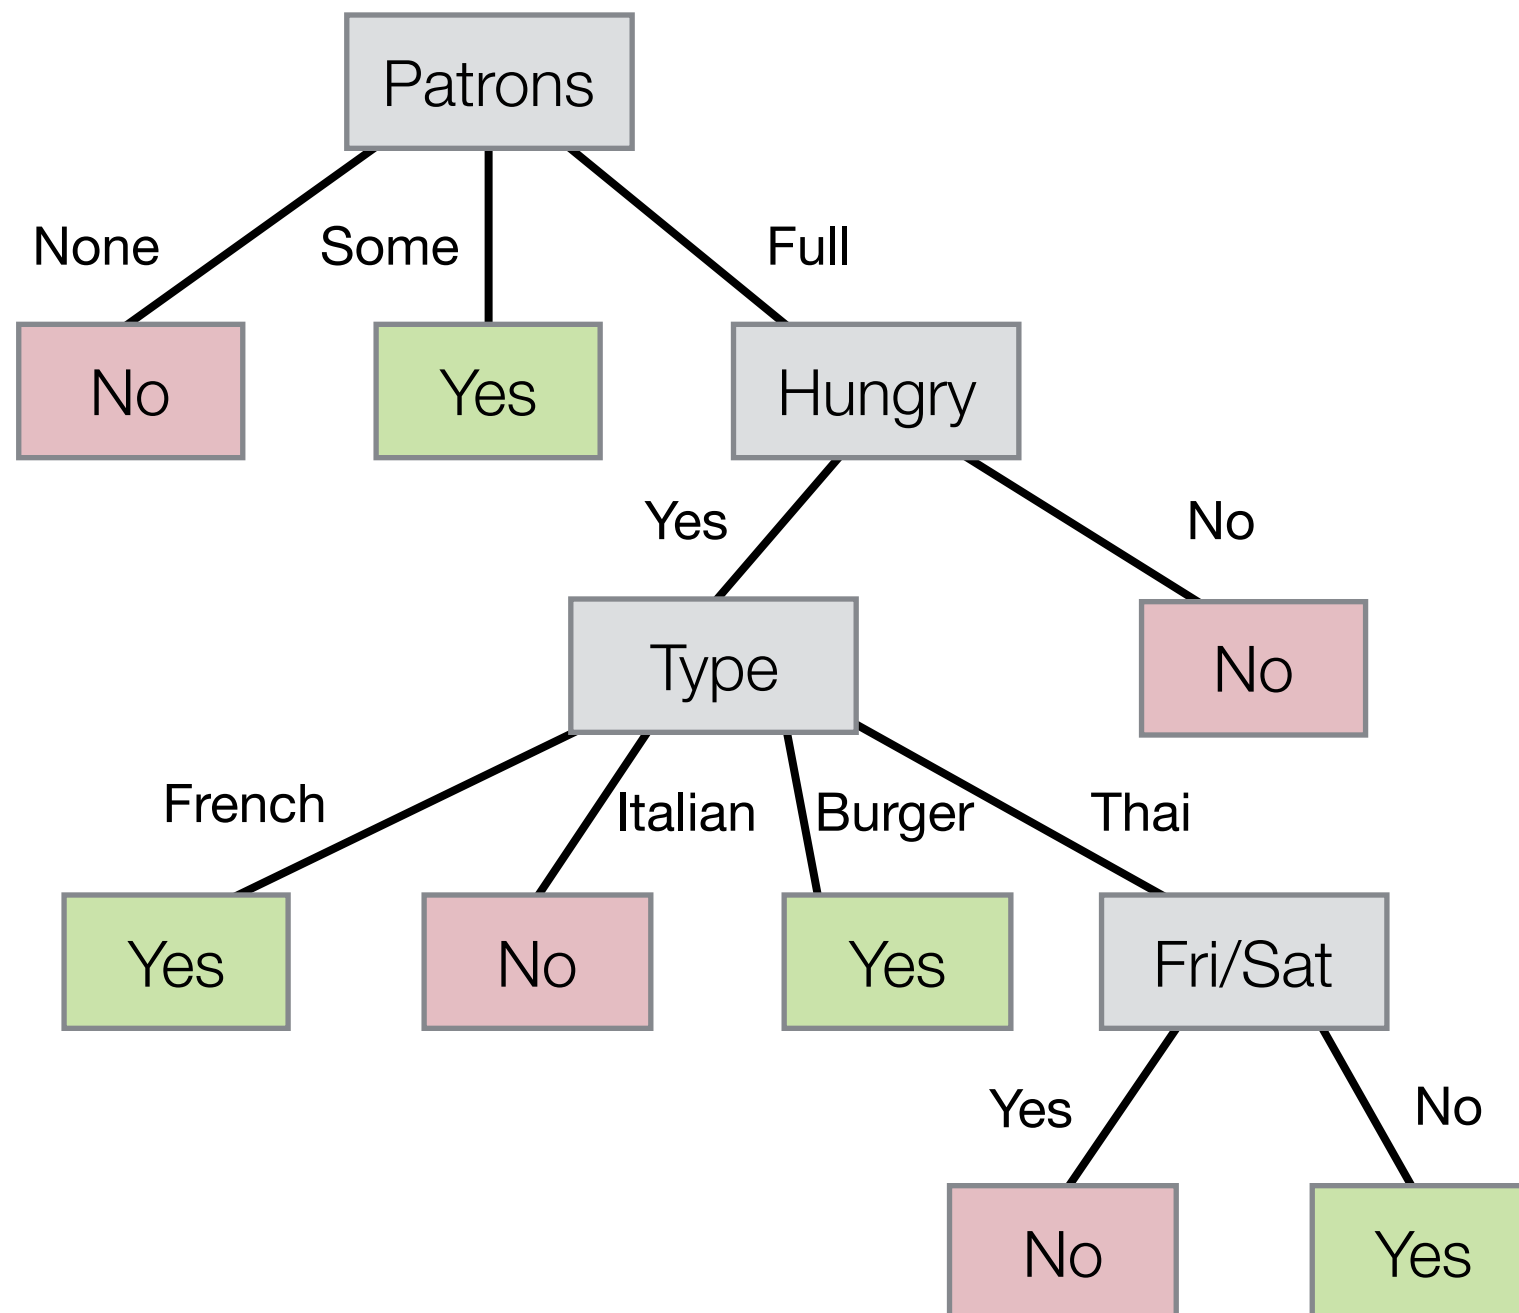 Patrons
None
Some
Full
No
Yes
Hungry
Yes
No
Type
No
French
Italian
Burger
Thai
Yes
No
Yes
Fri/Sat
Yes
No
No
Yes